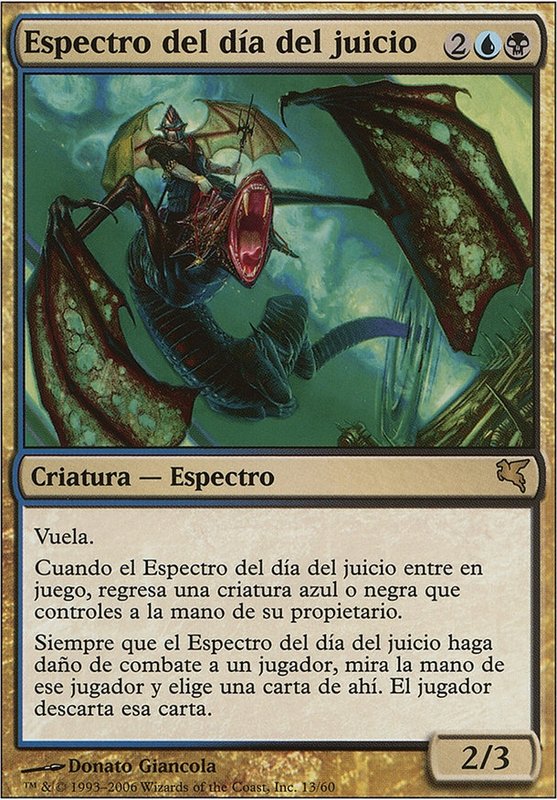 Espectro del día del juicio 2
Criatura — Espectro
Vuela.
Cuando el Espectro del día del juicio entre en
juego, regresa una criatura azul o negra que
controles a la mano de su propietario.
Siempre que el Espectro del día del juicio haga
daño de combate a un jugador, mira la mano de
ese jugador y elige una carta de ahí. El jugador
descarta esa carta.
2/3
Donato Giancola
™ & © 1993–2006 Wizards of the Coast, Inc. 13/60